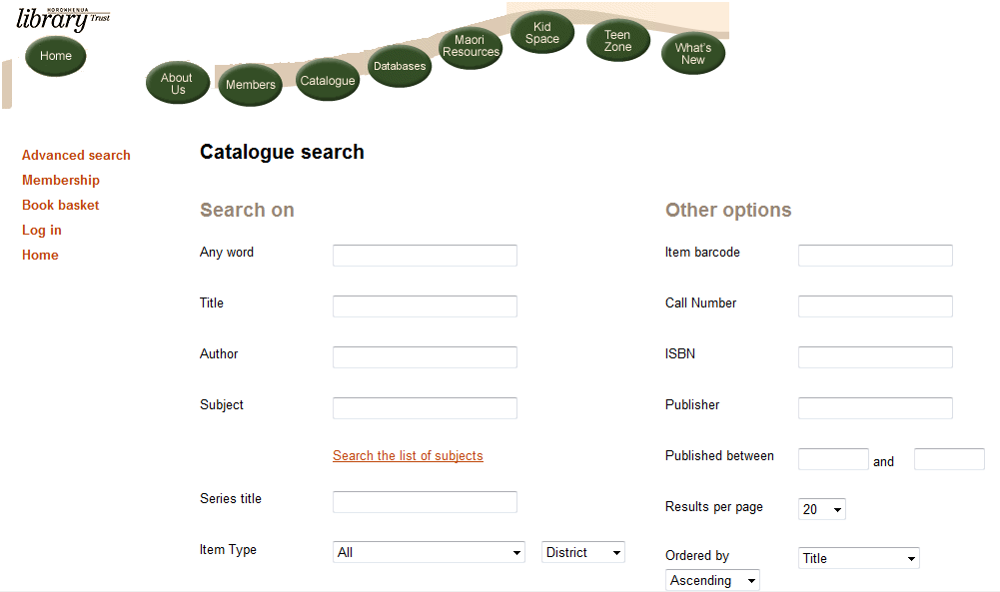 HOROWHENUA
library Trust
Home
About
Us
Members
Catalogue
Databases
Maori
Resources
Kid
Space
Teen
Zone
What's
New
Advanced search
Membership
Book basket
Log in
Home
Catalogue search
Search on
Any word
Title
Author
Subject
Search the list of subjects
Series title
Item Type All District
Other options
Item barcode
Call Number
ISBN
Publisher
Published between and
Results per page 20
Ordered by Title
Ascending